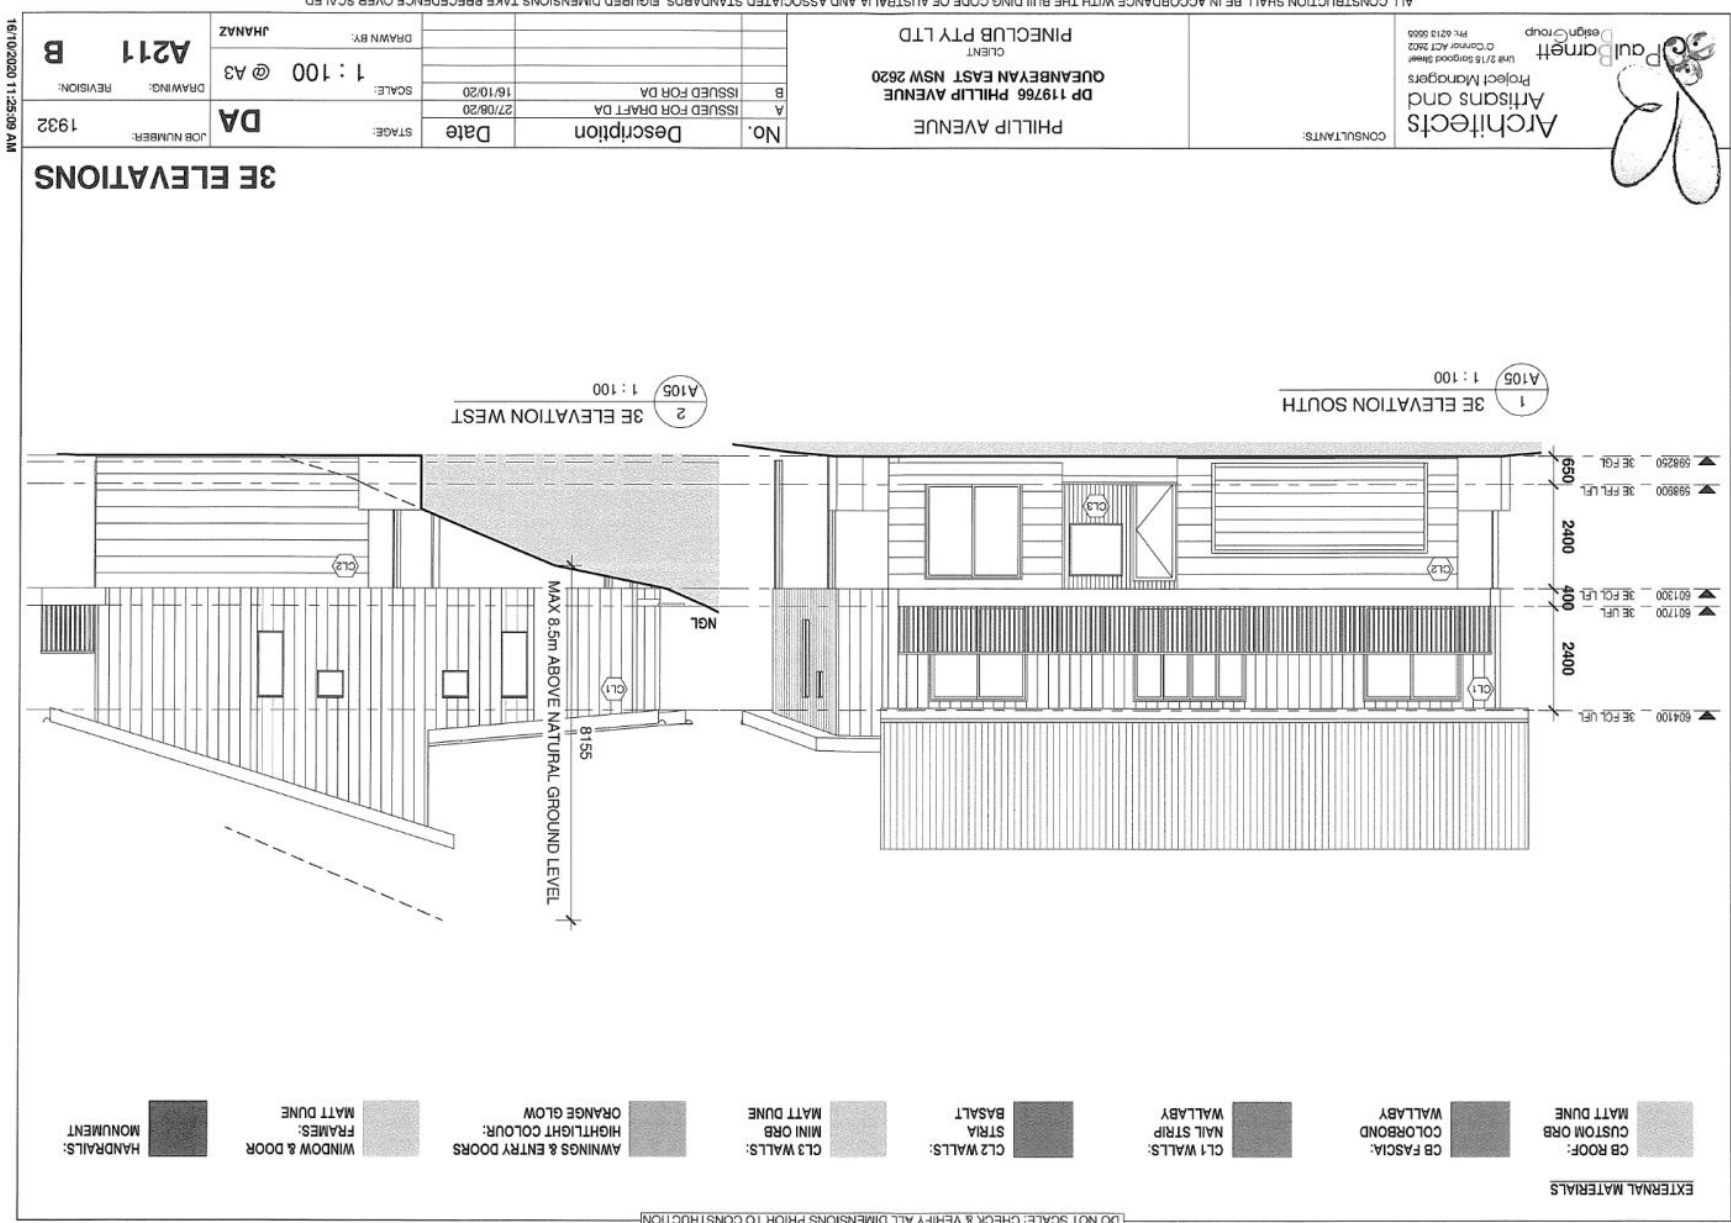 DO NOT SCALE: CHECK & VERIFY ALL DIMENSIONS PRIOR TO CONSTRUCTION
EXTERNAL MATERIALS
CB ROOF:
CUSTOM ORB
MATT DUNE
CB FASCIA:
COLORBOND
WALLABY
CL1 WALLS:
NAIL STRIP
WALLABY
CL2 WALLS:
STRIA
BASALT
CL3 WALLS:
MINI ORB
MATT DUNE
AWNINGS & ENTRY DOORS
HIGHTLIGHT COLOUR:
ORANGE GLOW
WINDOW & DOOR
FRAMES:
MATT DUNE
HANDRAILS:
MONUMENT
604100 3E FCL UFL
601700 3E UFL
601300 3E FCL LFL
598900 3E FFL LFL
598250 3E FGL
2400
400
2400
650
CL1
CL2
CL3
1
A105
3E ELEVATION SOUTH
1 : 100
MAX 8.5m ABOVE NATURAL GROUND LEVEL
8155
NGL
CL1
CL2
2
A105
3E ELEVATION WEST
1 : 100
3E ELEVATIONS
Architects
Artisans and
Project Managers
Unit 2/15 Sargood Street
O'Connor ACT 2602
PH: 6213 5555
Paul Barnett
DesignGroup
CONSULTANTS:
PHILLIP AVENUE
DP 119766 PHILLIP AVENUE
QUEANBEYAN EAST NSW 2620
CLIENT
PINECLUB PTY LTD
No. Description Date
A ISSUED FOR DRAFT DA 27/08/20
B ISSUED FOR DA 16/10/20
STAGE: DA
JOB NUMBER: 1932
SCALE: 1 : 100 @ A3
DRAWN BY: JHANAZ
DRAWING: A211
REVISION: B
ALL CONSTRUCTION SHALL BE IN ACCORDANCE WITH THE BUILDING CODE OF AUSTRALIA AND ASSOCIATED STANDARDS. FIGURED DIMENSIONS TAKE PRECEDENCE OVER SCALED
16/10/2020 11:25:09 AM